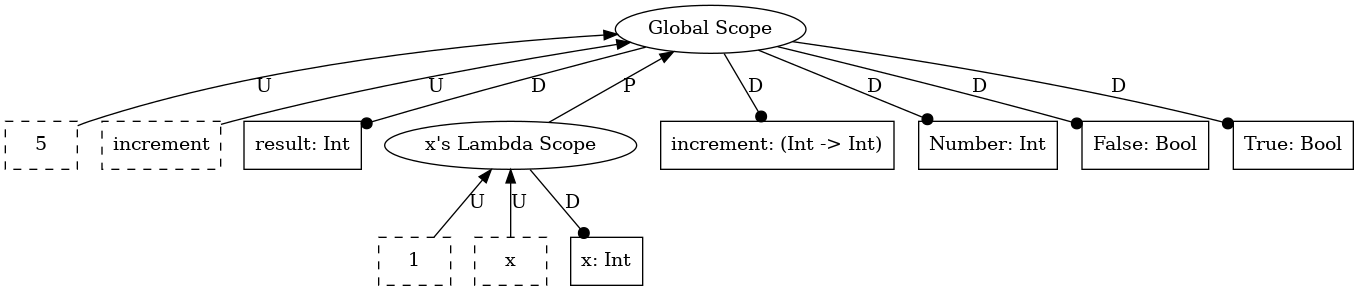 Global Scope
U
U
D
P
D
D
D
D
5
increment
result: Int
x's Lambda Scope
increment: (Int -> Int)
Number: Int
False: Bool
True: Bool
U
U
D
1
x
x: Int